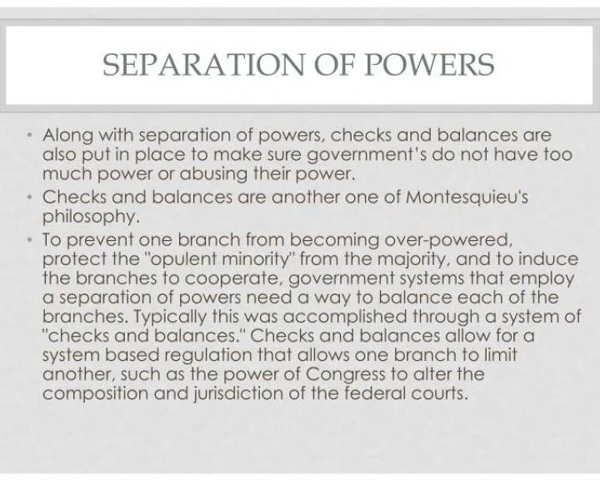 SEPARATION OF POWERS
• Along with separation of powers, checks and balances are
also put in place to make sure government's do not have too
much power or abusing their power.
• Checks and balances are another one of Montesquieu's
philosophy.
• To prevent one branch from becoming over-powered,
protect the "opulent minority" from the majority, and to induce
the branches to cooperate, government systems that employ
a separation of powers need a way to balance each of the
branches. Typically this was accomplished through a system of
"checks and balances." Checks and balances allow for a
system based regulation that allows one branch to limit
another, such as the power of Congress to alter the
composition and jurisdiction of the federal courts.